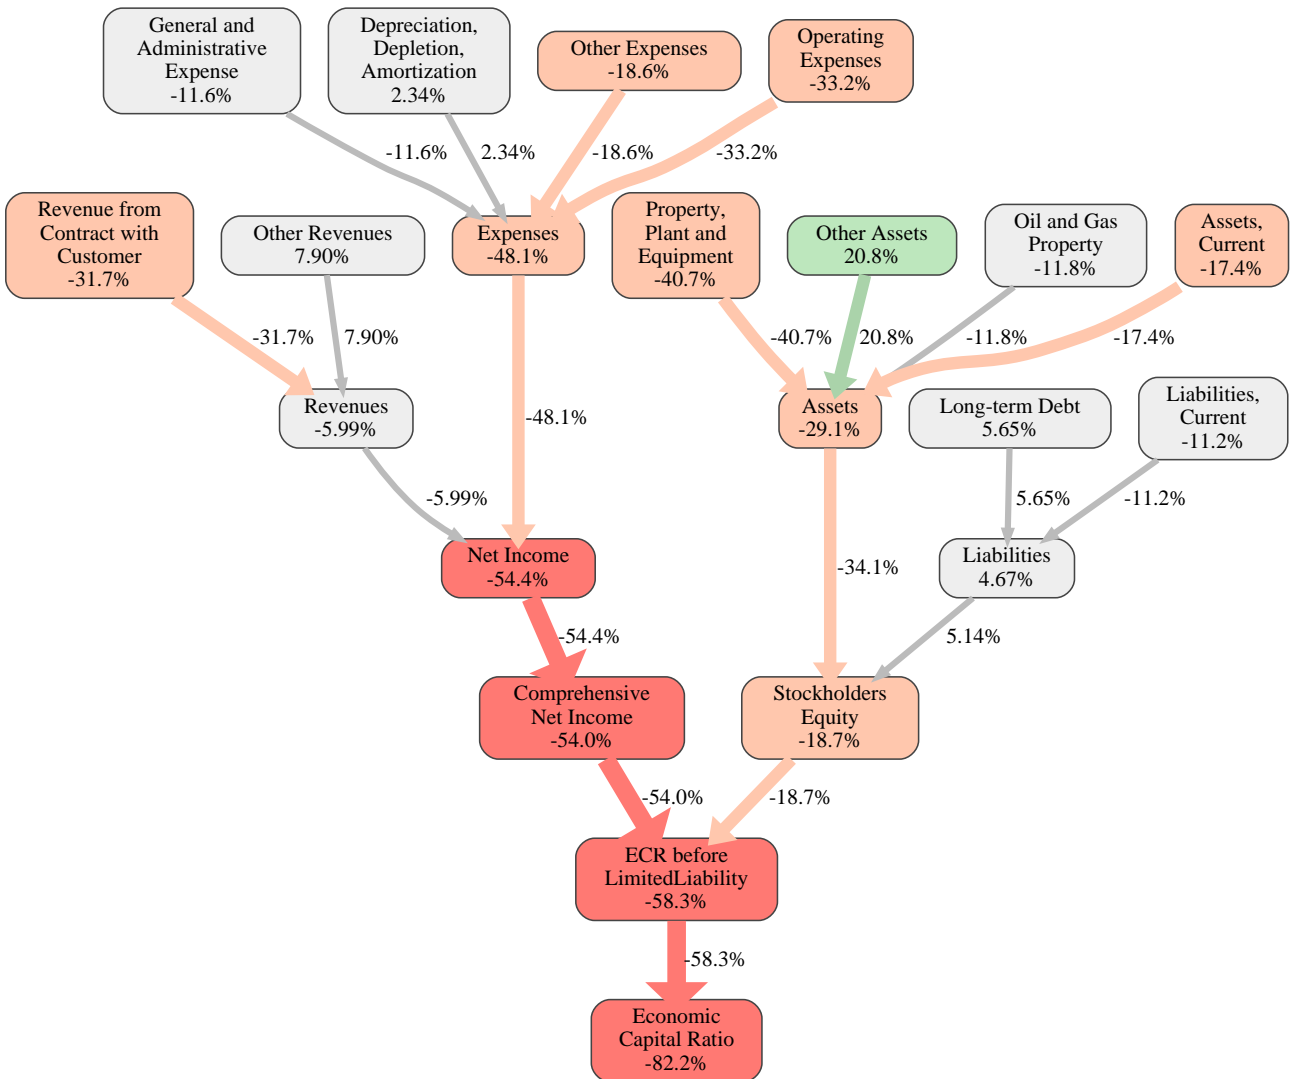 General and
Administrative
Expense
-11.6%
Depreciation,
Depletion,
Amortization
2.34%
Other Expenses
-18.6%
Operating
Expenses
-33.2%
-11.6%
2.34%
-18.6%
-33.2%
Revenue from
Contract with
Customer
-31.7%
Other Revenues
7.90%
Expenses
-48.1%
Property,
Plant and
Equipment
-40.7%
Other Assets
20.8%
Oil and Gas
Property
-11.8%
Assets,
Current
-17.4%
-31.7%
7.90%
-40.7%
20.8%
-11.8%
-17.4%
Revenues
-5.99%
-48.1%
Assets
-29.1%
Long-term Debt
5.65%
Liabilities,
Current
-11.2%
-5.99%
5.65%
-11.2%
Net Income
-54.4%
-34.1%
Liabilities
4.67%
-54.4%
5.14%
Comprehensive
Net Income
-54.0%
Stockholders
Equity
-18.7%
-54.0%
-18.7%
ECR before
LimitedLiability
-58.3%
-58.3%
Economic
Capital Ratio
-82.2%